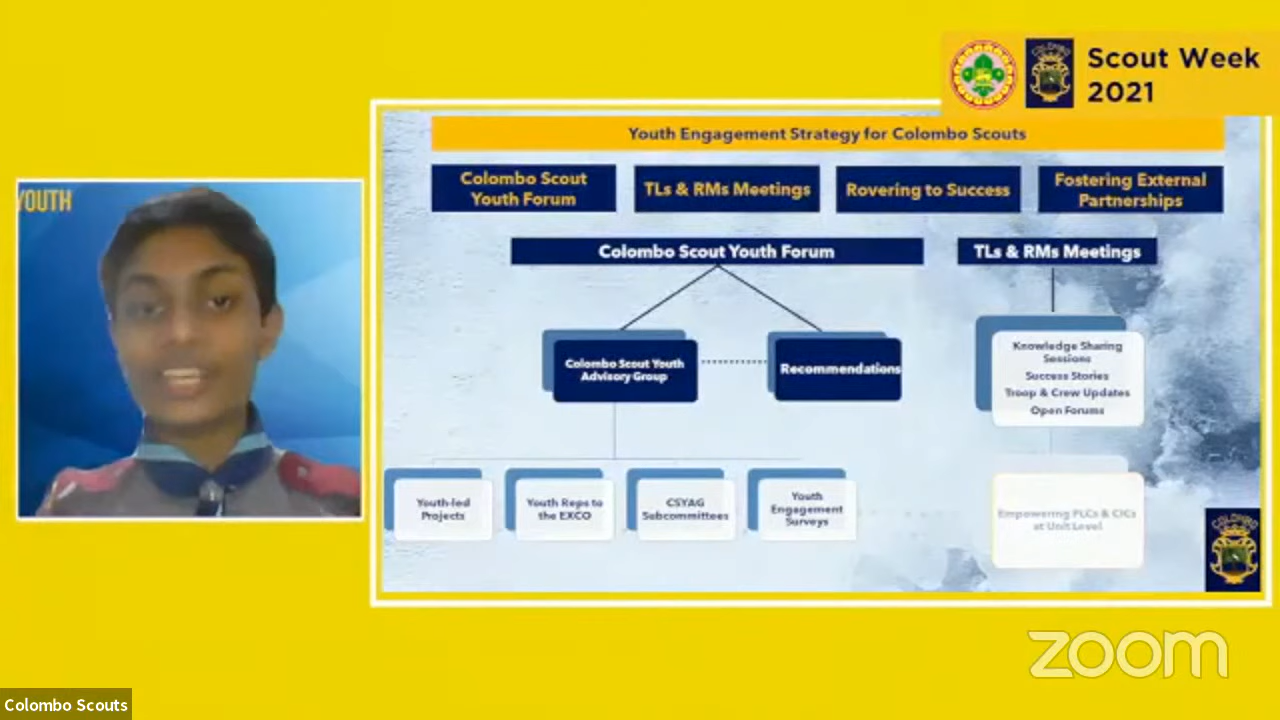 Scout Week
2021
YOUTH
Youth Engagement Strategy for Colombo Scouts
Colombo Scout
Youth Forum
TLs & RMs Meetings
Rovering to Success
Fostering External
Partnerships
Colombo Scout Youth Forum
TLs & RMs Meetings
Colombo Scout Youth
Advisory Group
Recommendations
Knowledge Sharing
Sessions
Success Stories
Troop & Crew Updates
Open Forums
Youth-led
Projects
Youth Reps to
the EXCO
CSYAG
Subcommittees
Youth
Engagement
Surveys
Empowering PLCs & CICs
at Unit Level
COLOMBO
COLOMBO
zoom
Colombo Scouts